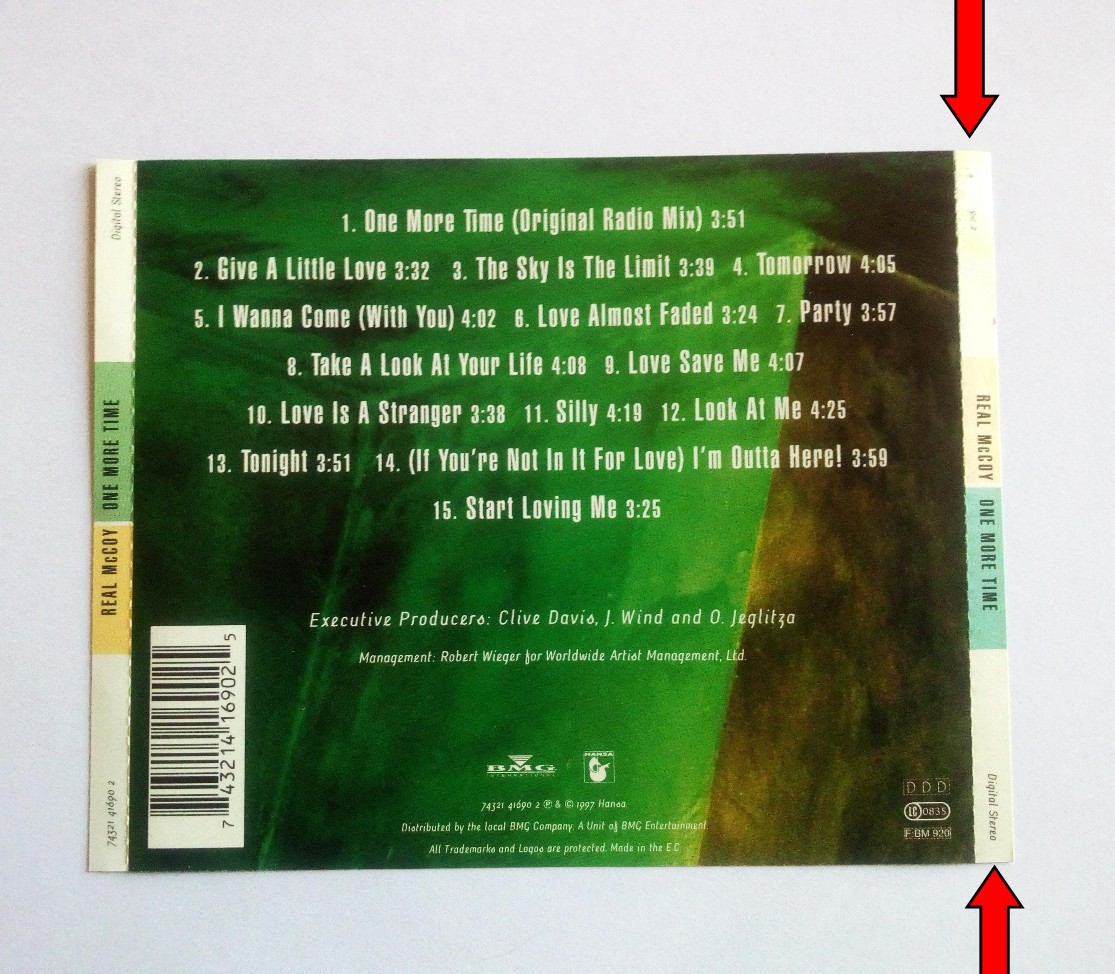 Digital Stereo
ONE MORE TIME
REAL McCOY
74321 41690 2
1. One More Time (Original Radio Mix) 3:51
2. Give A Little Love 3:32 3. The Sky Is The Limit 3:39 4. Tomorrow 4:05
5. I Wanna Come (With You) 4:02 6. Love Almost Faded 3:24 7. Party 3:57
8. Take A Look At Your Life 4:08 9. Love Save Me 4:07
10. Love Is A Stranger 3:38 11. Silly 4:19 12. Look At Me 4:25
13. Tonight 3:51 14. (If You're Not In It For Love) I'm Outta Here! 3:59
15. Start Loving Me 3:25
Executive Producers: Clive Davis, J. Wind and O. Jeglitza
Management: Robert Wieger for Worldwide Artist Management, Ltd.
7 43214 16902 5
BMG
INTERNATIONAL
HANSA
74321 41690 2 ℗ & © 1997 Hansa.
Distributed by the local BMG Company. A Unit of BMG Entertainment.
All Trademarks and Logos are protected. Made in the E.C.
D D D
LC 0835
F:BM 920
REAL McCOY
ONE MORE TIME
Digital Stereo